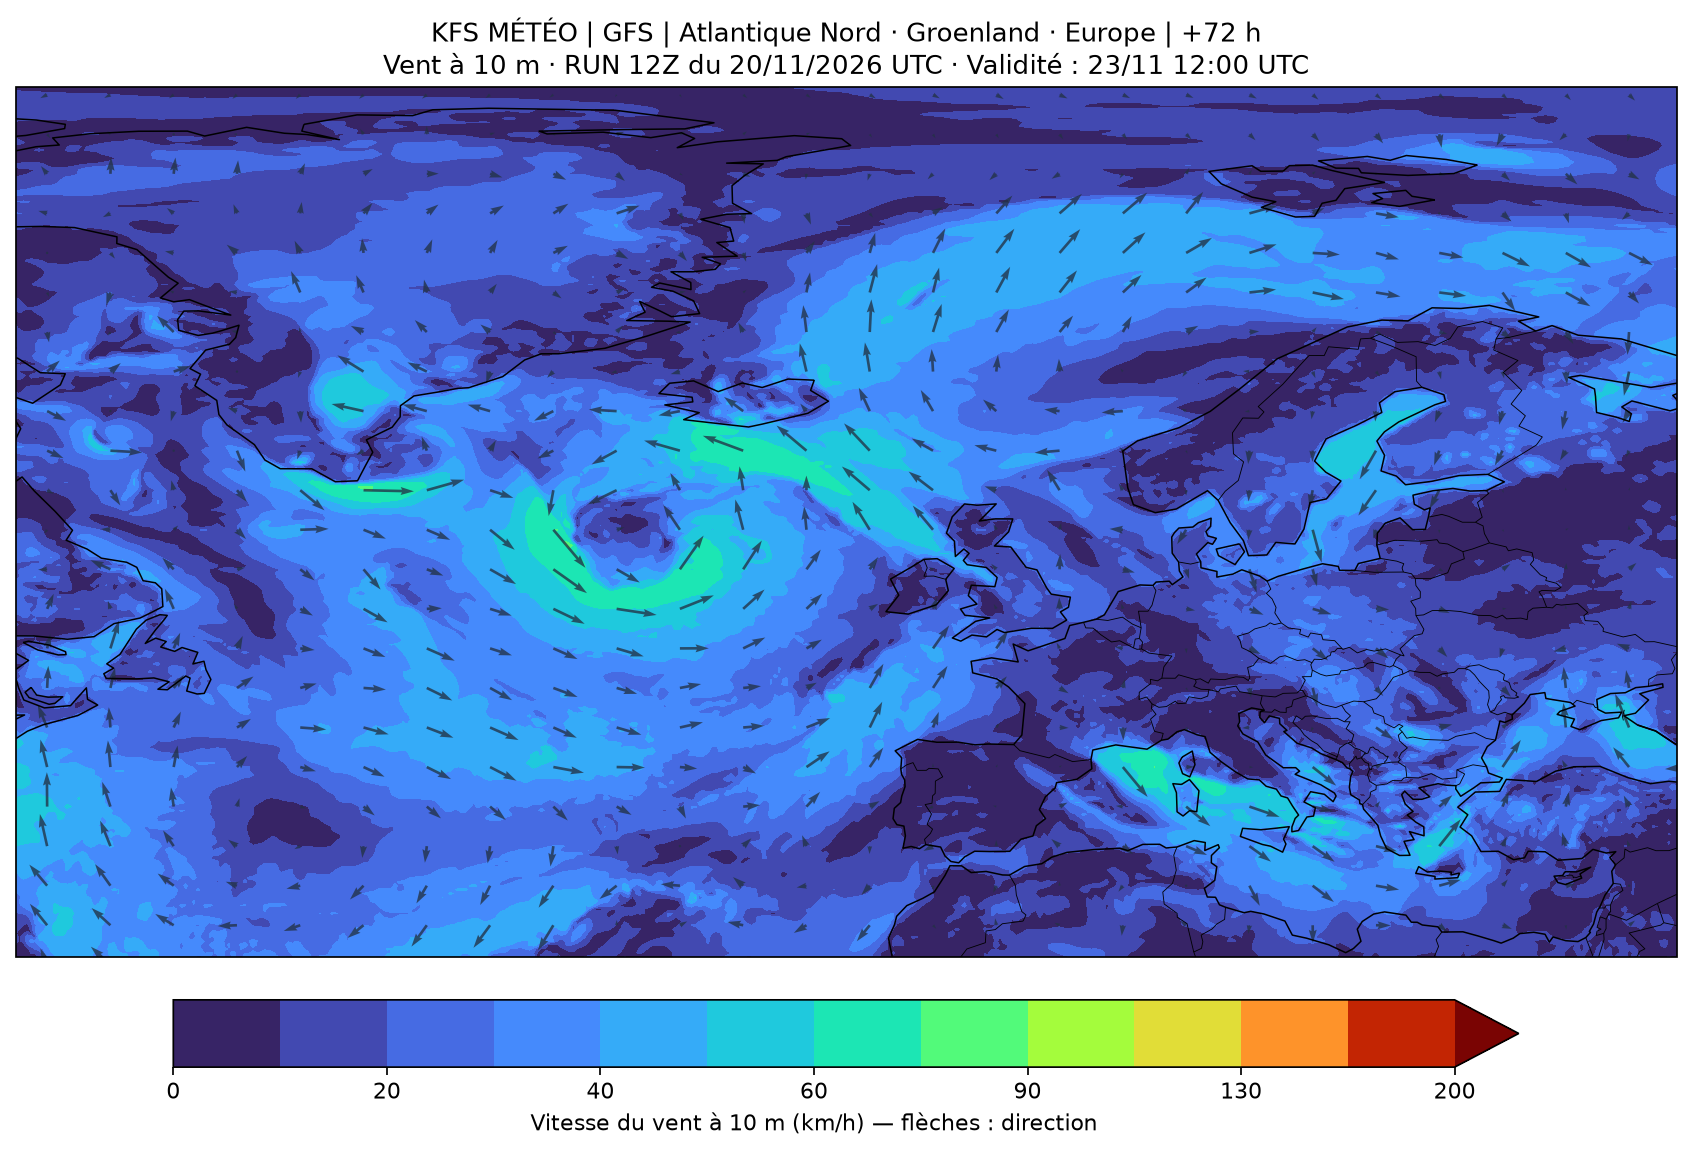 KFS MÉTÉO | GFS | Atlantique Nord · Groenland · Europe | +72 h
Vent à 10 m · RUN 12Z du 20/11/2026 UTC · Validité : 23/11 12:00 UTC
0 20 40 60 90 130 200
Vitesse du vent à 10 m (km/h) — flèches : direction